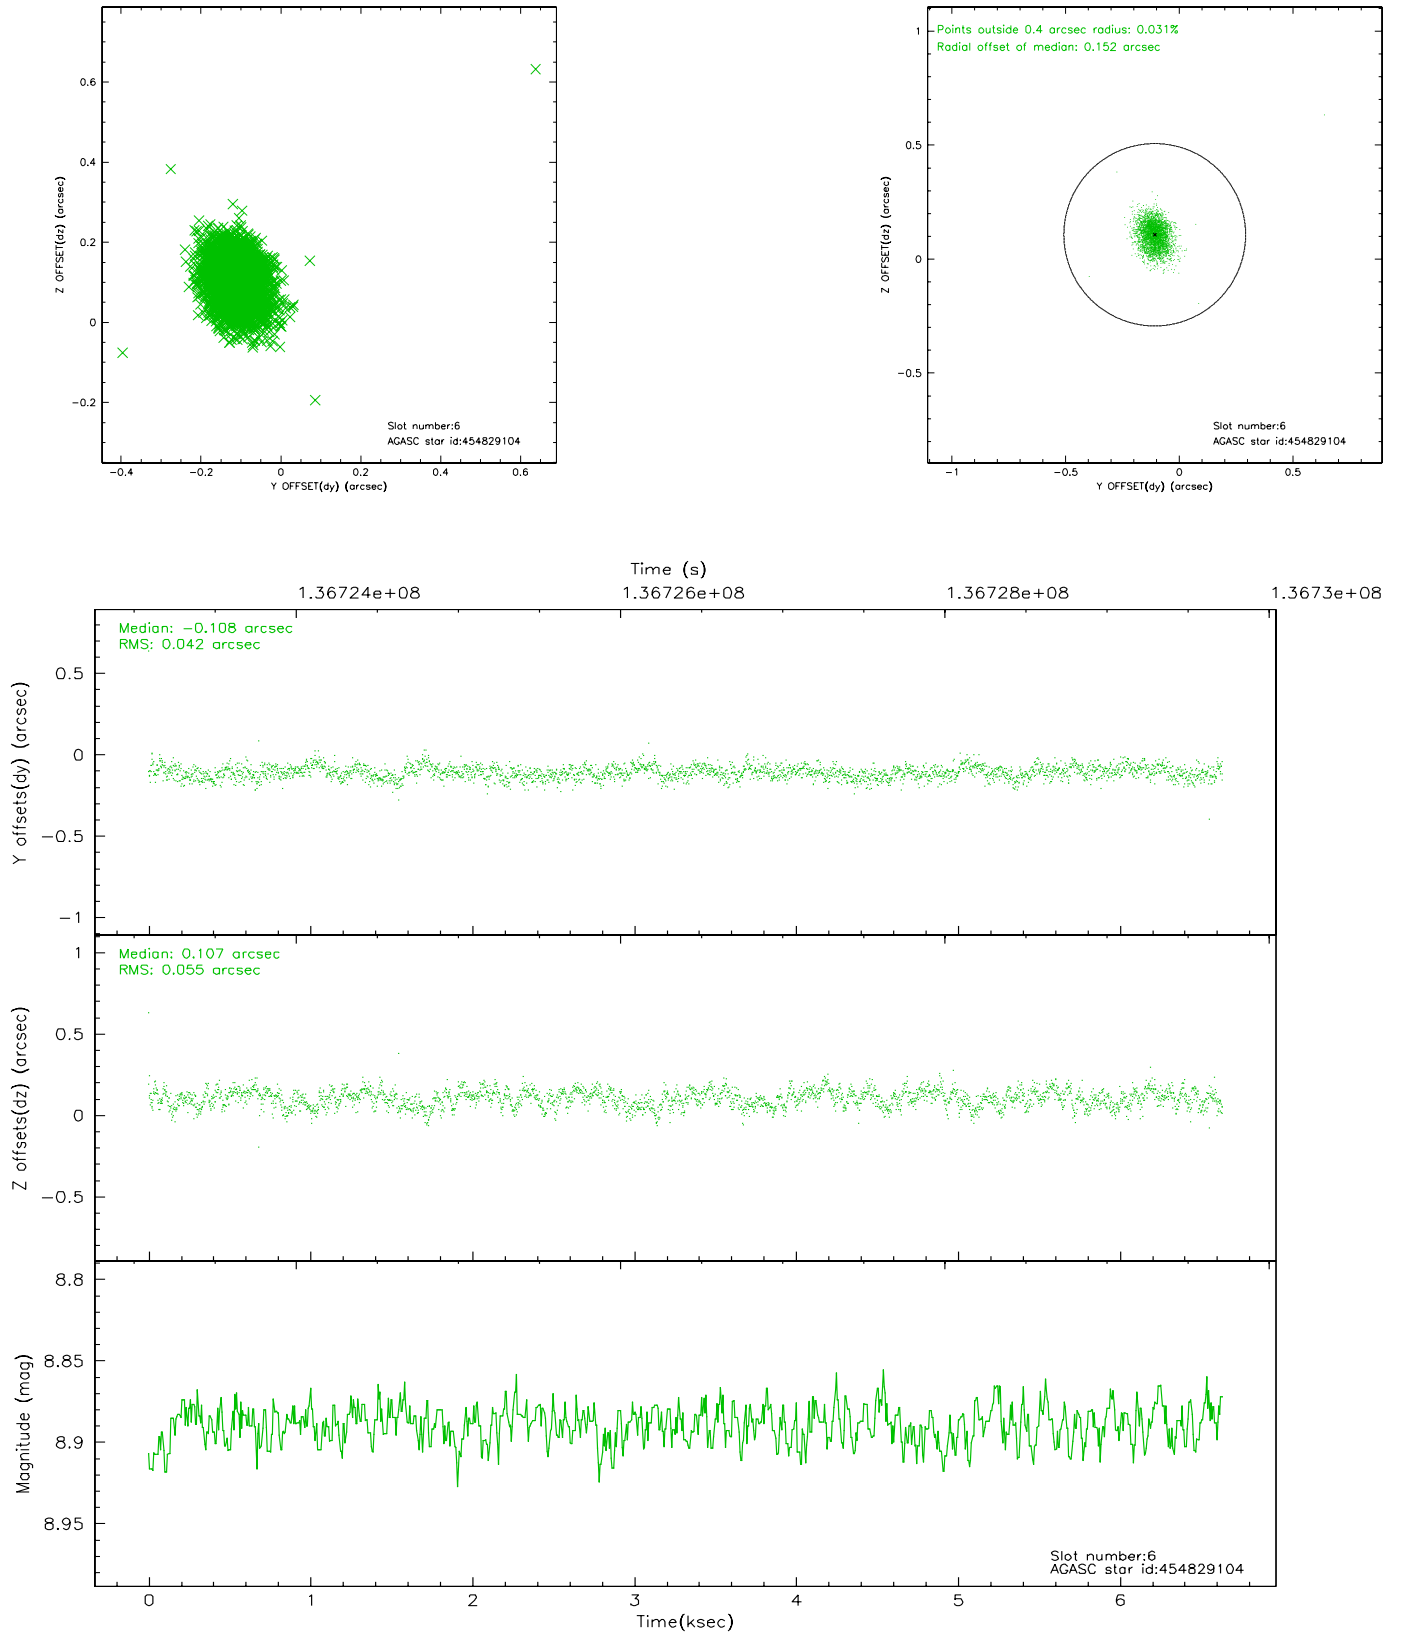 0.6
0.4
0.2
0
−0.2
Z OFFSET(dz) (arcsec)
Slot number:6
AGASC star id:454829104
−0.4 −0.2 0 0.2 0.4 0.6
Y OFFSET(dy) (arcsec)
Points outside 0.4 arcsec radius: 0.031%
Radial offset of median: 0.152 arcsec
1
0.5
0
−0.5
Z OFFSET(dz) (arcsec)
Slot number:6
AGASC star id:454829104
−1 −0.5 0 0.5
Y OFFSET(dy) (arcsec)
Time (s)
1.36724e+08 1.36726e+08 1.36728e+08 1.3673e+08
Median: −0.108 arcsec
RMS: 0.042 arcsec
0.5
0
−0.5
−1
Y offsets(dy) (arcsec)
Median: 0.107 arcsec
RMS: 0.055 arcsec
1
0.5
0
−0.5
Z offsets(dz) (arcsec)
8.8
8.85
8.9
8.95
Magnitude (mag)
Slot number:6
AGASC star id:454829104
0 1 2 3 4 5 6
Time(ksec)